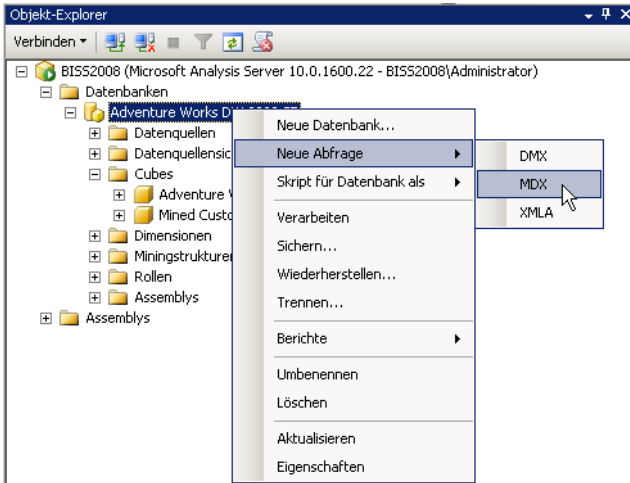 Objekt-Explorer
Verbinden
BISS2008 (Microsoft Analysis Server 10.0.1600.22 - BISS2008\Administrator)
Datenbanken
Adventure Works
Datenquellen
Datenquellensic
Cubes
Adventure
Mined Custo
Dimensionen
Miningstrukturen
Rollen
Assemblys
Assemblys
Neue Datenbank...
Neue Abfrage
Skript für Datenbank als
Verarbeiten
Sichern...
Wiederherstellen...
Trennen...
Berichte
Umbenennen
Löschen
Aktualisieren
Eigenschaften
DMX
MDX
XMLA